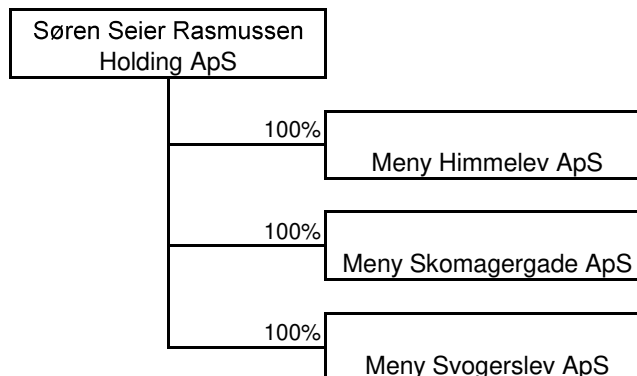 Søren Seier Rasmussen
Holding ApS
100%
Meny Himmelev ApS
100%
Meny Skomagergade ApS
100%
Meny Svogerslev ApS